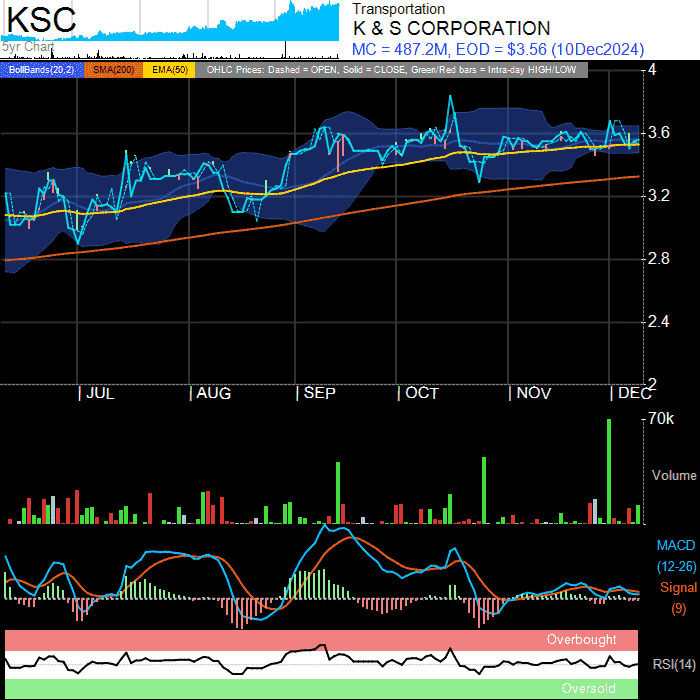 KSC
Transportation
K & S CORPORATION
5yr Chart
MC = 487.2M, EOD = $3.56 (10Dec2024)
BollBands(20,2) SMA(200) EMA(50) OHLC Prices: Dashed = OPEN, Solid = CLOSE, Green/Red bars = Intra-day HIGH/LOW
4
3.6
3.2
2.8
2.4
2
| JUL | AUG | SEP | OCT | NOV | DEC
70k
Volume
MACD
(12-26)
Signal
(9)
Overbought
RSI(14)
Oversold